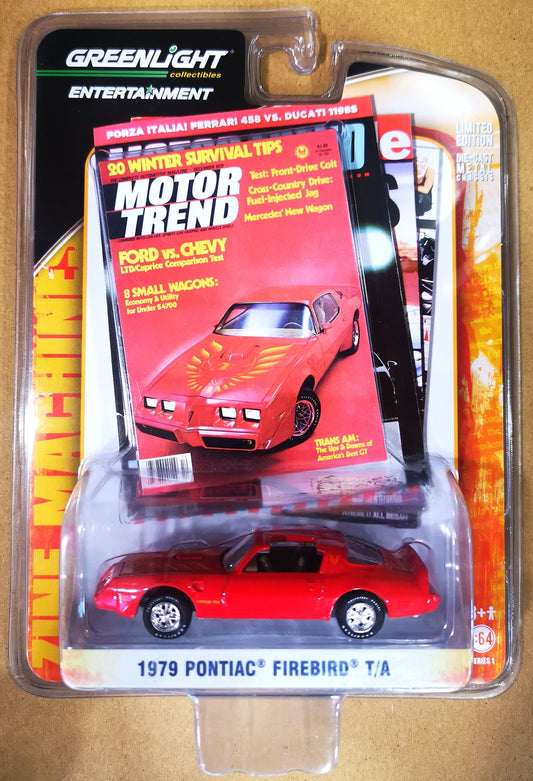 GREENLIGHT
collectibles
ENTERTAINMENT
FORZA ITALIA! FERRARI 458 VS. DUCATI 1198S
LIMITED
EDITION
DIE-CAST
METAL
CHASSIS
20 WINTER SURVIVAL TIPS
MOTOR
TREND
Test: Front-Drive Colt
Cross-Country Drive:
Fuel-Injected Jag
Mercedes' New Wagon
FORD vs. CHEVY
LTD/Caprice Comparison Test
8 SMALL WAGONS:
Economy & Utility
for Under $4700
TRANS AM:
The Ups & Downs of
America's Best GT
ZINE MACHINE
1979 PONTIAC® FIREBIRD® T/A
:64
SERIES 1